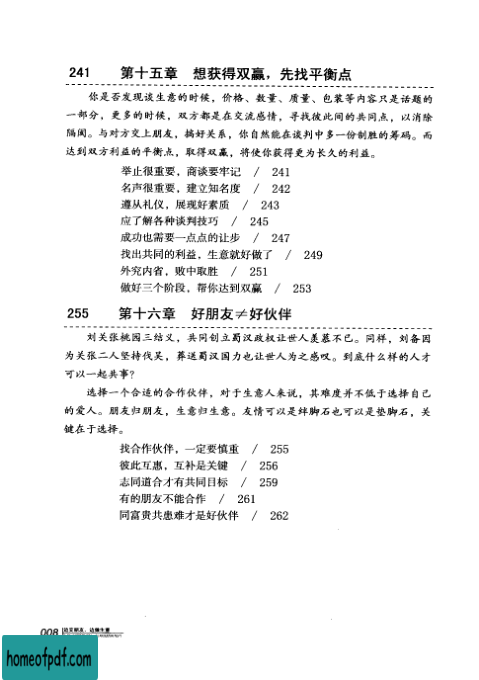 241 第十五章 想获得双赢，先找平衡点
你是否发现谈生意的时候，价格、数量、质量、包装等内容只是话题的
一部分，更多的时候，双方都是在交流感情，寻找彼此间的共同点，以消除
隔阂。与对方交上朋友，搞好关系，你自然能在谈判中多一份制胜的筹码。而
达到双方利益的平衡点，取得双赢，将使你获得更为长久的利益。
举止很重要，商谈要牢记 / 241
名声很重要，建立知名度 / 242
遵从礼仪，展现好素质 / 243
应了解各种谈判技巧 / 245
成功也需要一点点的让步 / 247
找出共同的利益，生意就好做了 / 249
外究内省，败中取胜 / 251
做好三个阶段，帮你达到双赢 / 253
255 第十六章 好朋友≠好伙伴
刘关张桃园三结义，共同创立蜀汉政权让世人羡慕不已。同样，刘备因
为关张二人坚持伐吴，葬送蜀汉国力也让世人为之感叹。到底什么样的人才
可以一起共事？
选择一个合适的合作伙伴，对于生意人来说，其难度并不低于选择自己
的爱人。朋友归朋友，生意归生意。友情可以是绊脚石也可以是垫脚石，关
键在于选择。
找合作伙伴，一定要慎重 / 255
彼此互惠，互补是关键 / 256
志同道合才有共同目标 / 259
有的朋友不能合作 / 261
同富贵共患难才是好伙伴 / 262
008 边交朋友，边做生意
homeofpdf.com